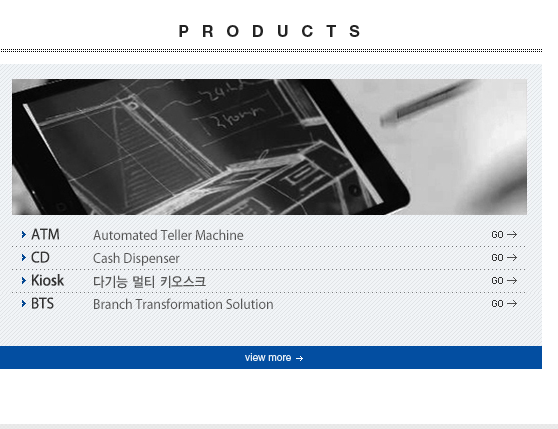 PRODUCTS
ATM Automated Teller Machine GO →
CD Cash Dispenser GO →
Kiosk 다기능 멀티 키오스크 GO →
BTS Branch Transformation Solution GO →
view more →